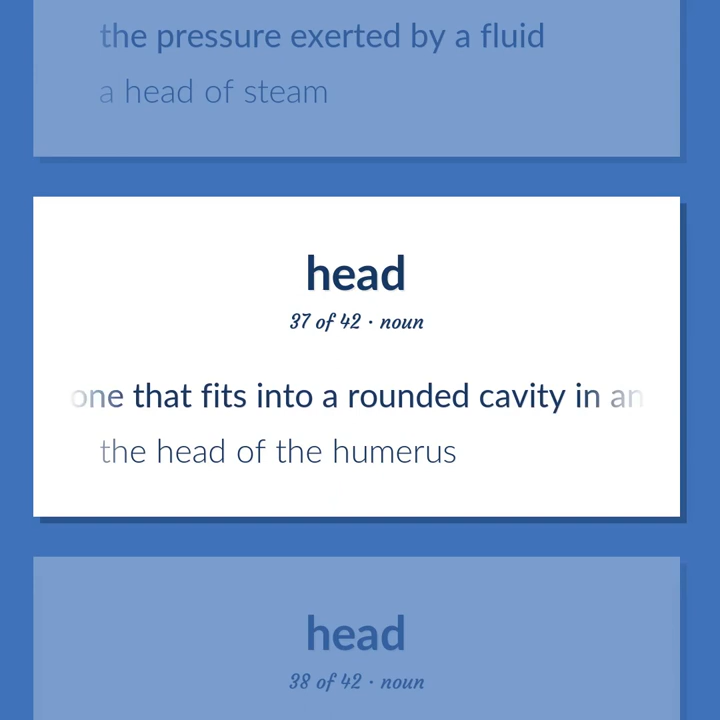 the pressure exerted by a fluid
a head of steam
head
37 of 42 · noun
one that fits into a rounded cavity in an
the head of the humerus
head
38 of 42 · noun